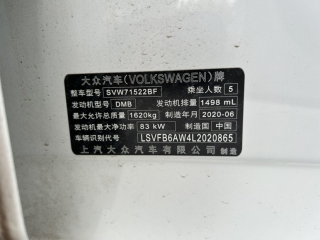 大众汽车(VOLKSWAGEN)牌
整车型号 SVW71522BF 乘坐人数 5
发动机型号 DMB 发动机排量 1498 mL
最大允许总质量 1620kg 制造年月 2020-06
发动机最大净功率 83 kW 制造国 中国
车辆识别代号 LSVFB6AW4L2020865
上汽大众汽车有限公司 制造